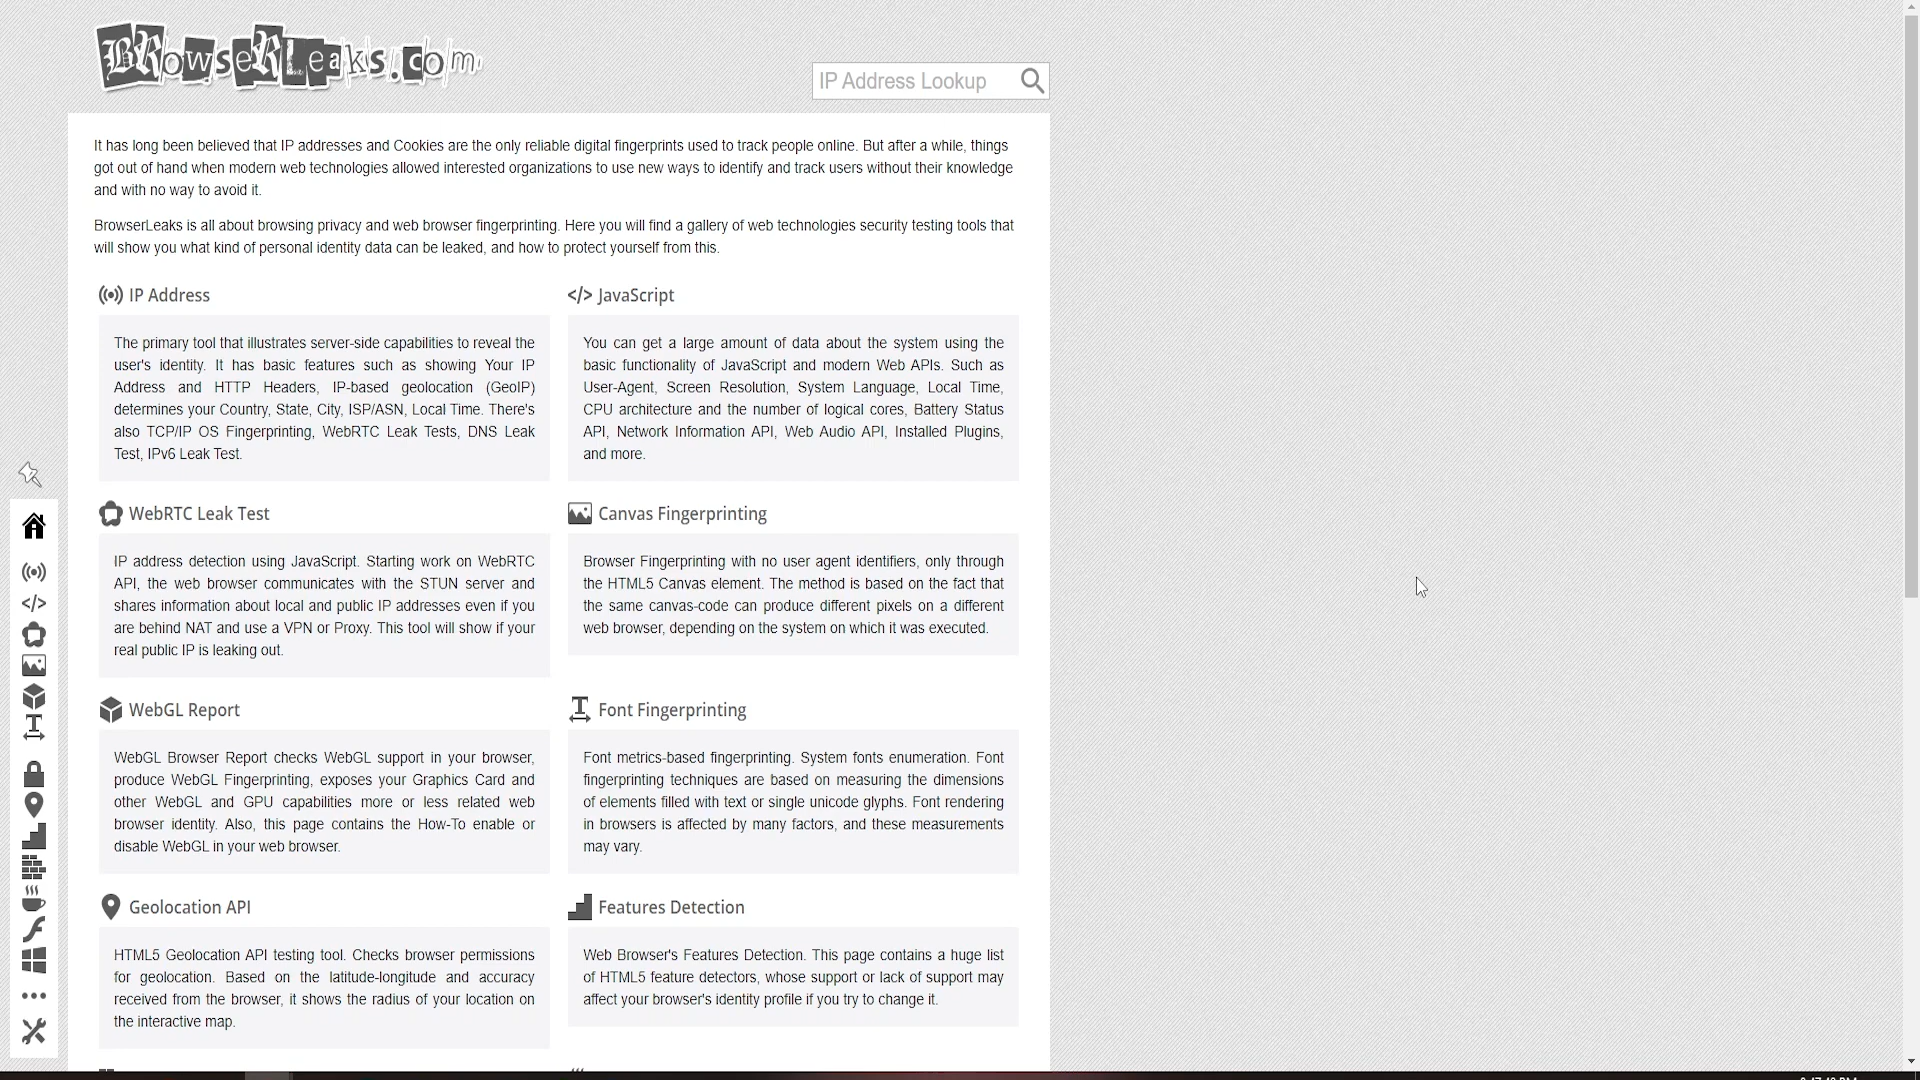 BRowseRLeaks.com
IP Address Lookup
It has long been believed that IP addresses and Cookies are the only reliable digital fingerprints used to track people online. But after a while, things
got out of hand when modern web technologies allowed interested organizations to use new ways to identify and track users without their knowledge
and with no way to avoid it.
BrowserLeaks is all about browsing privacy and web browser fingerprinting. Here you will find a gallery of web technologies security testing tools that
will show you what kind of personal identity data can be leaked, and how to protect yourself from this.
IP Address
The primary tool that illustrates server-side capabilities to reveal the
user's identity. It has basic features such as showing Your IP
Address and HTTP Headers, IP-based geolocation (GeoIP)
determines your Country, State, City, ISP/ASN, Local Time. There's
also TCP/IP OS Fingerprinting, WebRTC Leak Tests, DNS Leak
Test, IPv6 Leak Test.
</> JavaScript
You can get a large amount of data about the system using the
basic functionality of JavaScript and modern Web APIs. Such as
User-Agent, Screen Resolution, System Language, Local Time,
CPU architecture and the number of logical cores, Battery Status
API, Network Information API, Web Audio API, Installed Plugins,
and more.
WebRTC Leak Test
IP address detection using JavaScript. Starting work on WebRTC
API, the web browser communicates with the STUN server and
shares information about local and public IP addresses even if you
are behind NAT and use a VPN or Proxy. This tool will show if your
real public IP is leaking out.
Canvas Fingerprinting
Browser Fingerprinting with no user agent identifiers, only through
the HTML5 Canvas element. The method is based on the fact that
the same canvas-code can produce different pixels on a different
web browser, depending on the system on which it was executed.
WebGL Report
WebGL Browser Report checks WebGL support in your browser,
produce WebGL Fingerprinting, exposes your Graphics Card and
other WebGL and GPU capabilities more or less related web
browser identity. Also, this page contains the How-To enable or
disable WebGL in your web browser.
Font Fingerprinting
Font metrics-based fingerprinting. System fonts enumeration. Font
fingerprinting techniques are based on measuring the dimensions
of elements filled with text or single unicode glyphs. Font rendering
in browsers is affected by many factors, and these measurements
may vary.
Geolocation API
HTML5 Geolocation API testing tool. Checks browser permissions
for geolocation. Based on the latitude-longitude and accuracy
received from the browser, it shows the radius of your location on
the interactive map.
Features Detection
Web Browser's Features Detection. This page contains a huge list
of HTML5 feature detectors, whose support or lack of support may
affect your browser's identity profile if you try to change it.